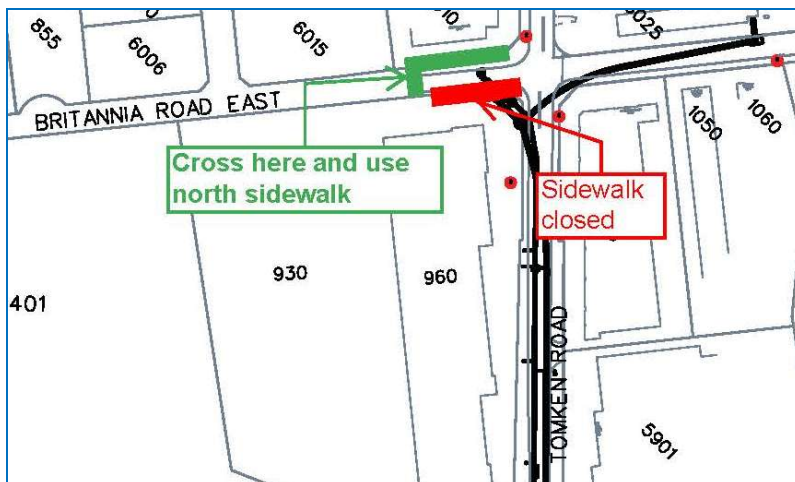 855
6006
6015
6025
BRITANNIA ROAD EAST
Cross here and use
north sidewalk
Sidewalk
closed
1050
1060
930
960
401
TOMKEN ROAD
5901